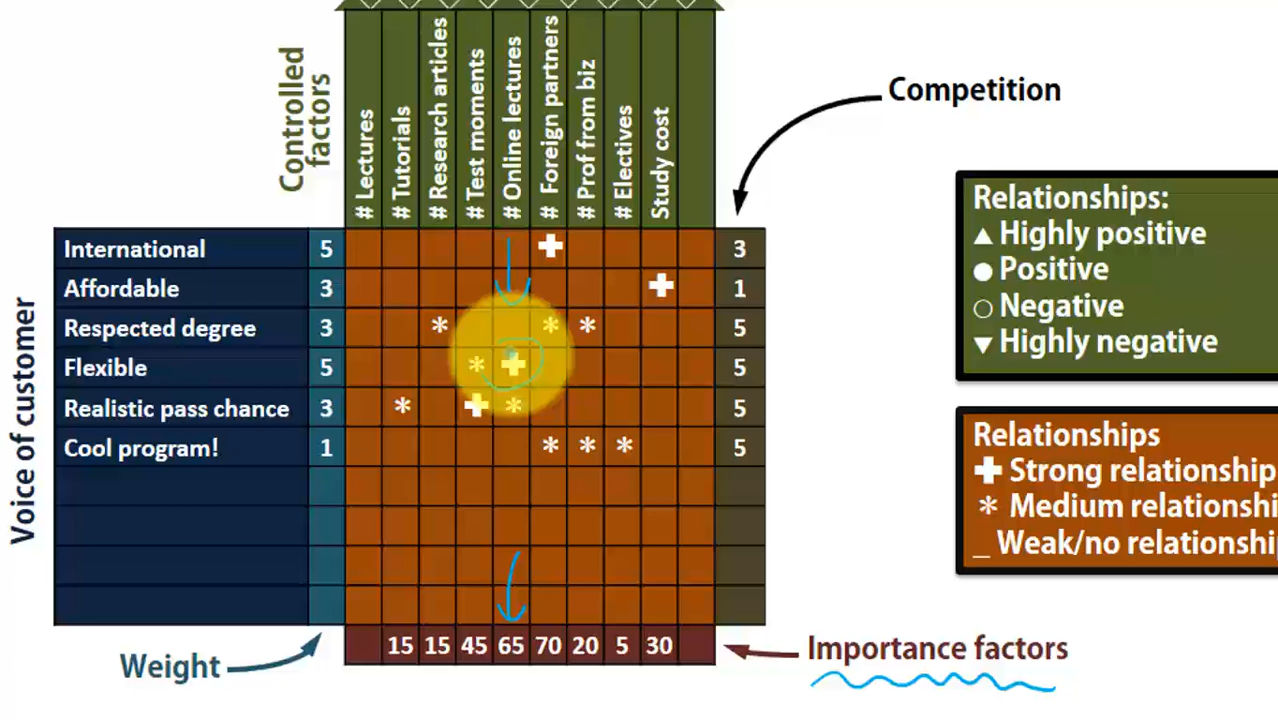 Controlled
factors
# Lectures
# Tutorials
# Research articles
# Test moments
# Online lectures
# Foreign partners
# Prof from biz
# Electives
Study cost
Competition
Voice of customer
International 5 3
Affordable 3 1
Respected degree 3 * * * 5
Flexible 5 * 5
Realistic pass chance 3 * * 5
Cool program! 1 * * * 5
15 15 45 65 70 20 5 30
Weight
Importance factors
Relationships:
▲ Highly positive
● Positive
○ Negative
▼ Highly negative
Relationships
✚ Strong relationship
* Medium relationshi
_ Weak/no relationshi